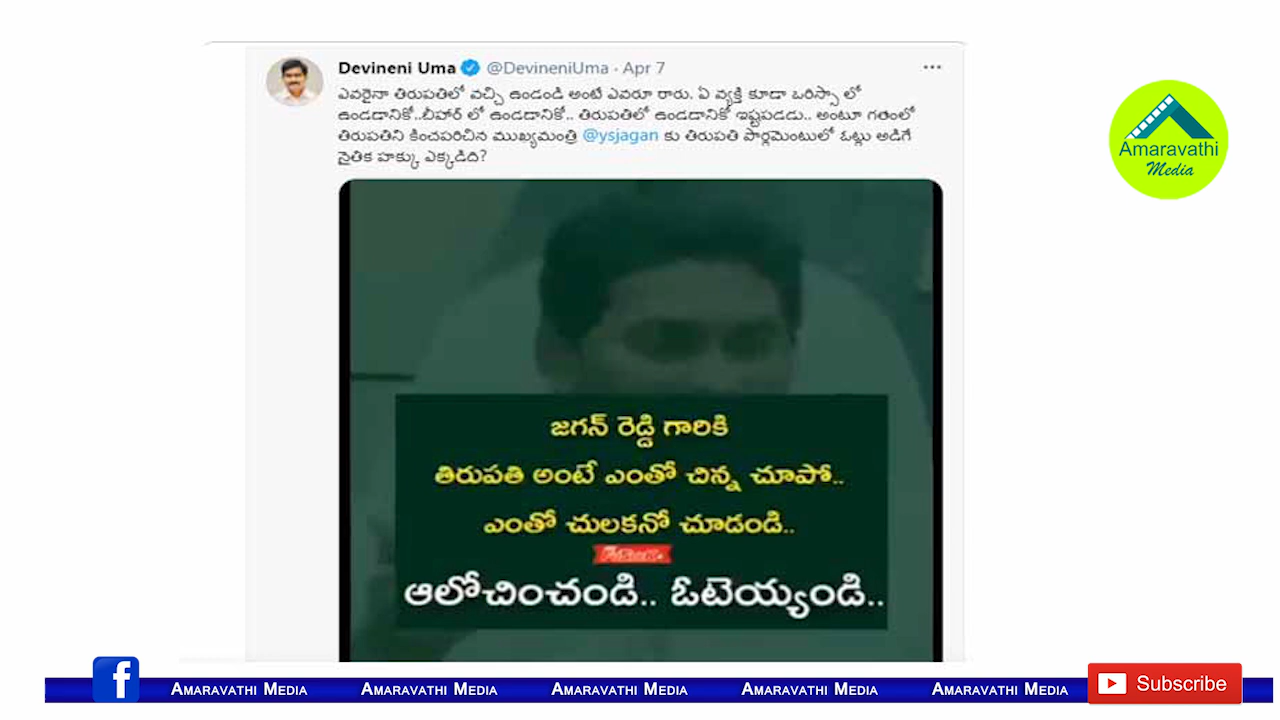 Devineni Uma @DevineniUma · Apr 7
ఎవరైనా తిరుపతిలో వచ్చి ఉండండి అంటే ఎవరూ రారు. ఏ వ్యక్తి కూడా ఒరిస్సా లో
ఉండడానికో..బీహార్ లో ఉండడానికో.. తిరుపతిలో ఉండడానికో ఇష్టపడడు.. అంటూ గతంలో
తిరుపతిని కించపరిచిన ముఖ్యమంత్రి @ysjagan కు తిరుపతి పార్లమెంటులో ఓట్లు అడిగే
నైతిక హక్కు ఎక్కడిది?
Amaravathi
Media
జగన్ రెడ్డి గారికి
తిరుపతి అంటే ఎంతో చిన్న చూపో..
ఎంతో చులకనో చూడండి..
ఆలోచించండి.. ఓటెయ్యండి..
f Amaravathi Media Amaravathi Media Amaravathi Media Amaravathi Media Amaravathi Media Subscribe